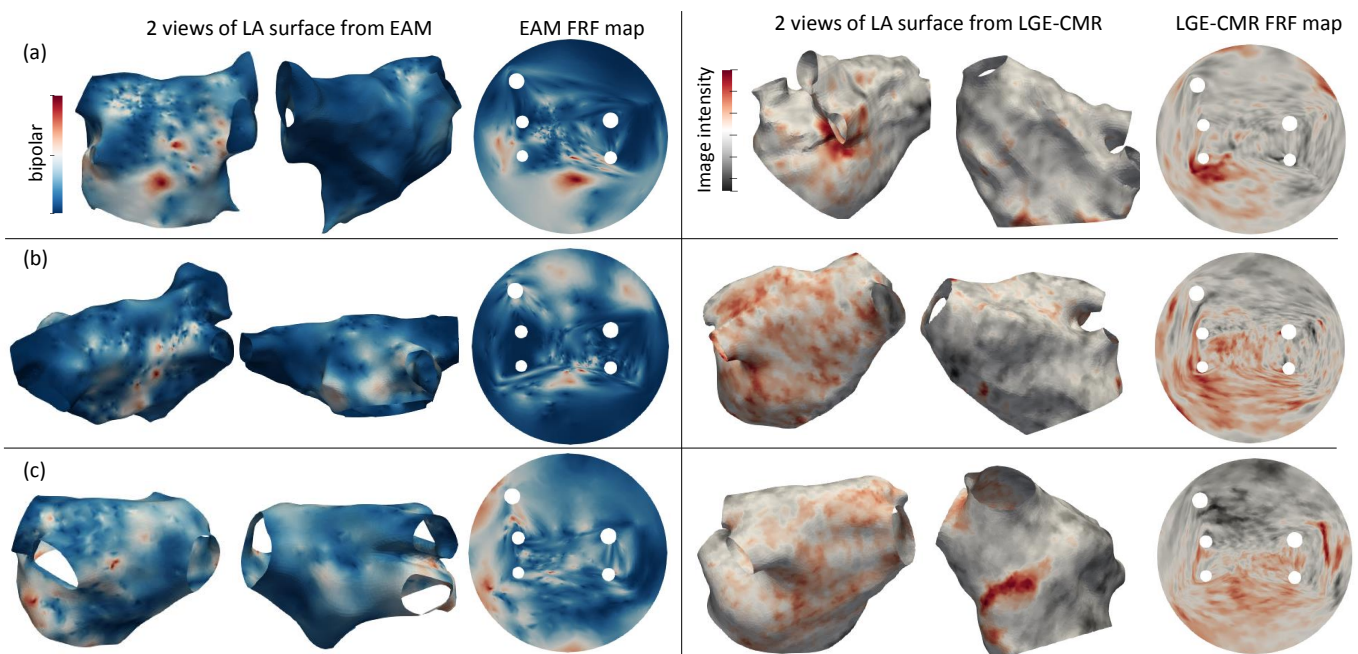 2 views of LA surface from EAM
EAM FRF map
2 views of LA surface from LGE-CMR
LGE-CMR FRF map
(a)
bipolar
Image intensity
(b)
(c)